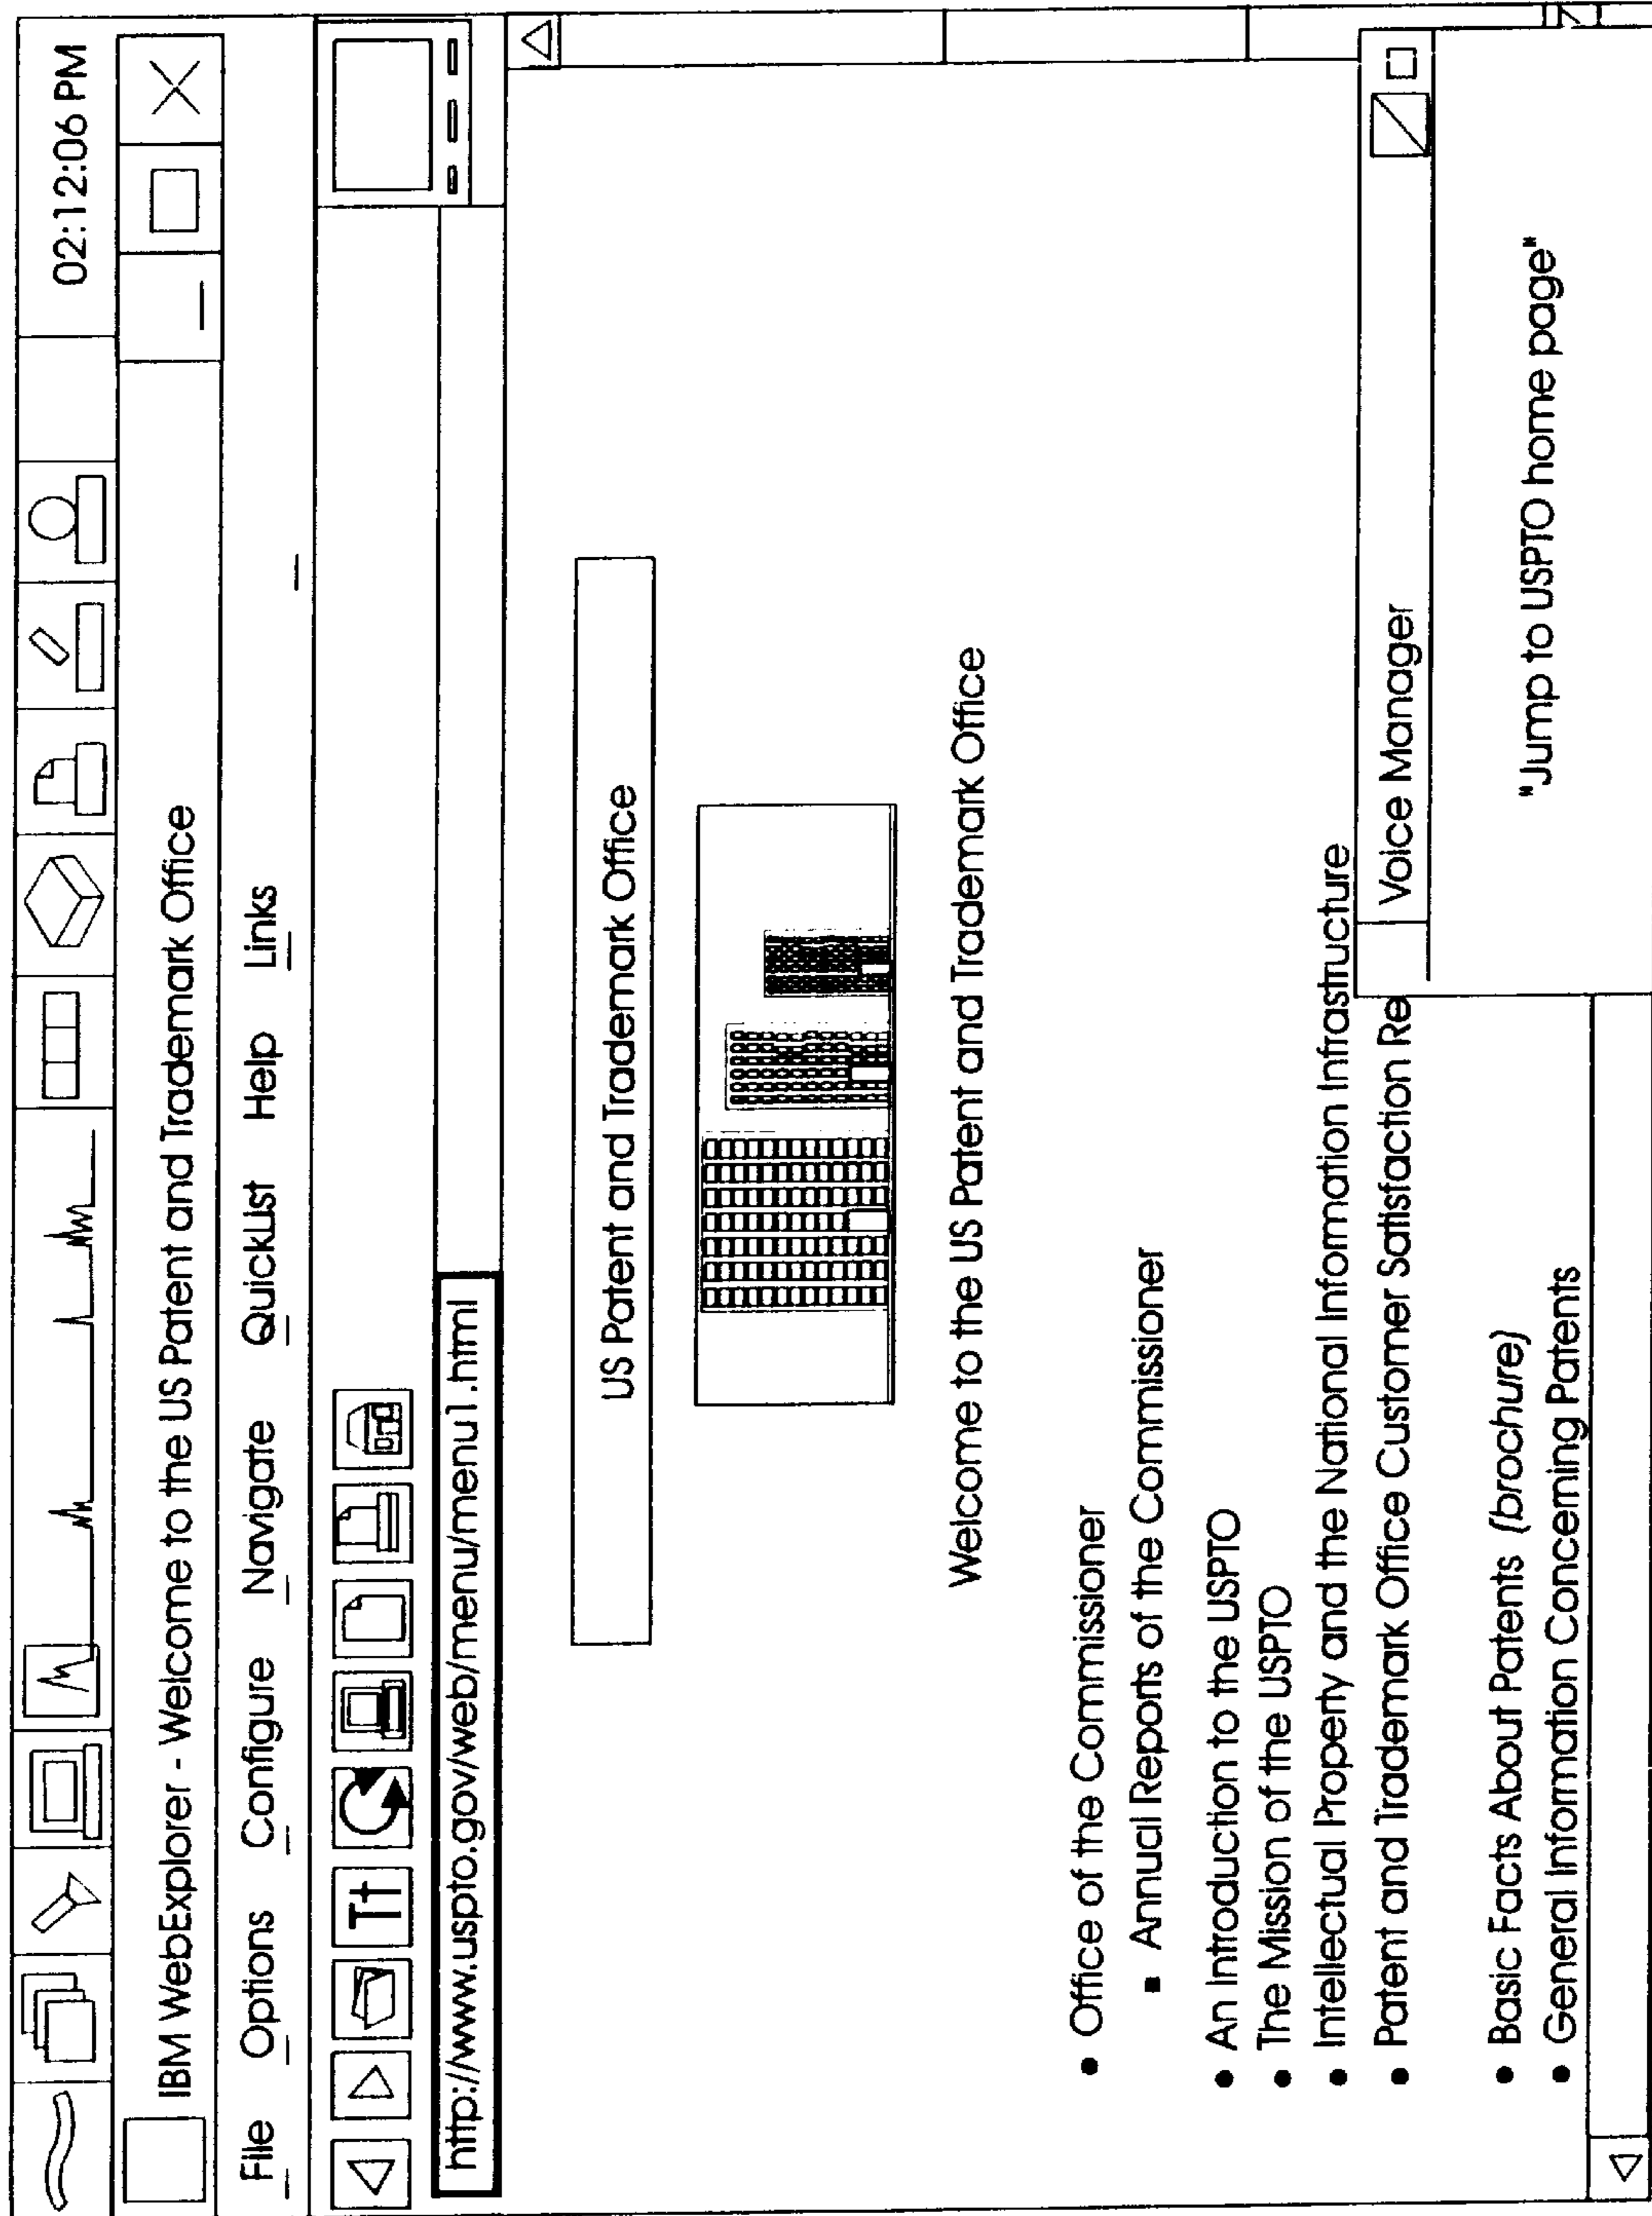 02:12:06 PM
IBM WebExplorer - Welcome to the US Patent and Trademark Office
File Options Configure Navigate QuickList Help Links
Tt
http://www.uspto.gov/web/menu/menu1.html
US Patent and Trademark Office
Welcome to the US Patent and Trademark Office
• Office of the Commissioner
▪ Annual Reports of the Commissioner
• An Introduction to the USPTO
• The Mission of the USPTO
• Intellectual Property and the National Information Infrastructure
• Patent and Trademark Office Customer Satisfaction Re
• Basic Facts About Patents (brochure)
• General Information Concerning Patents
Voice Manager
"Jump to USPTO home page"